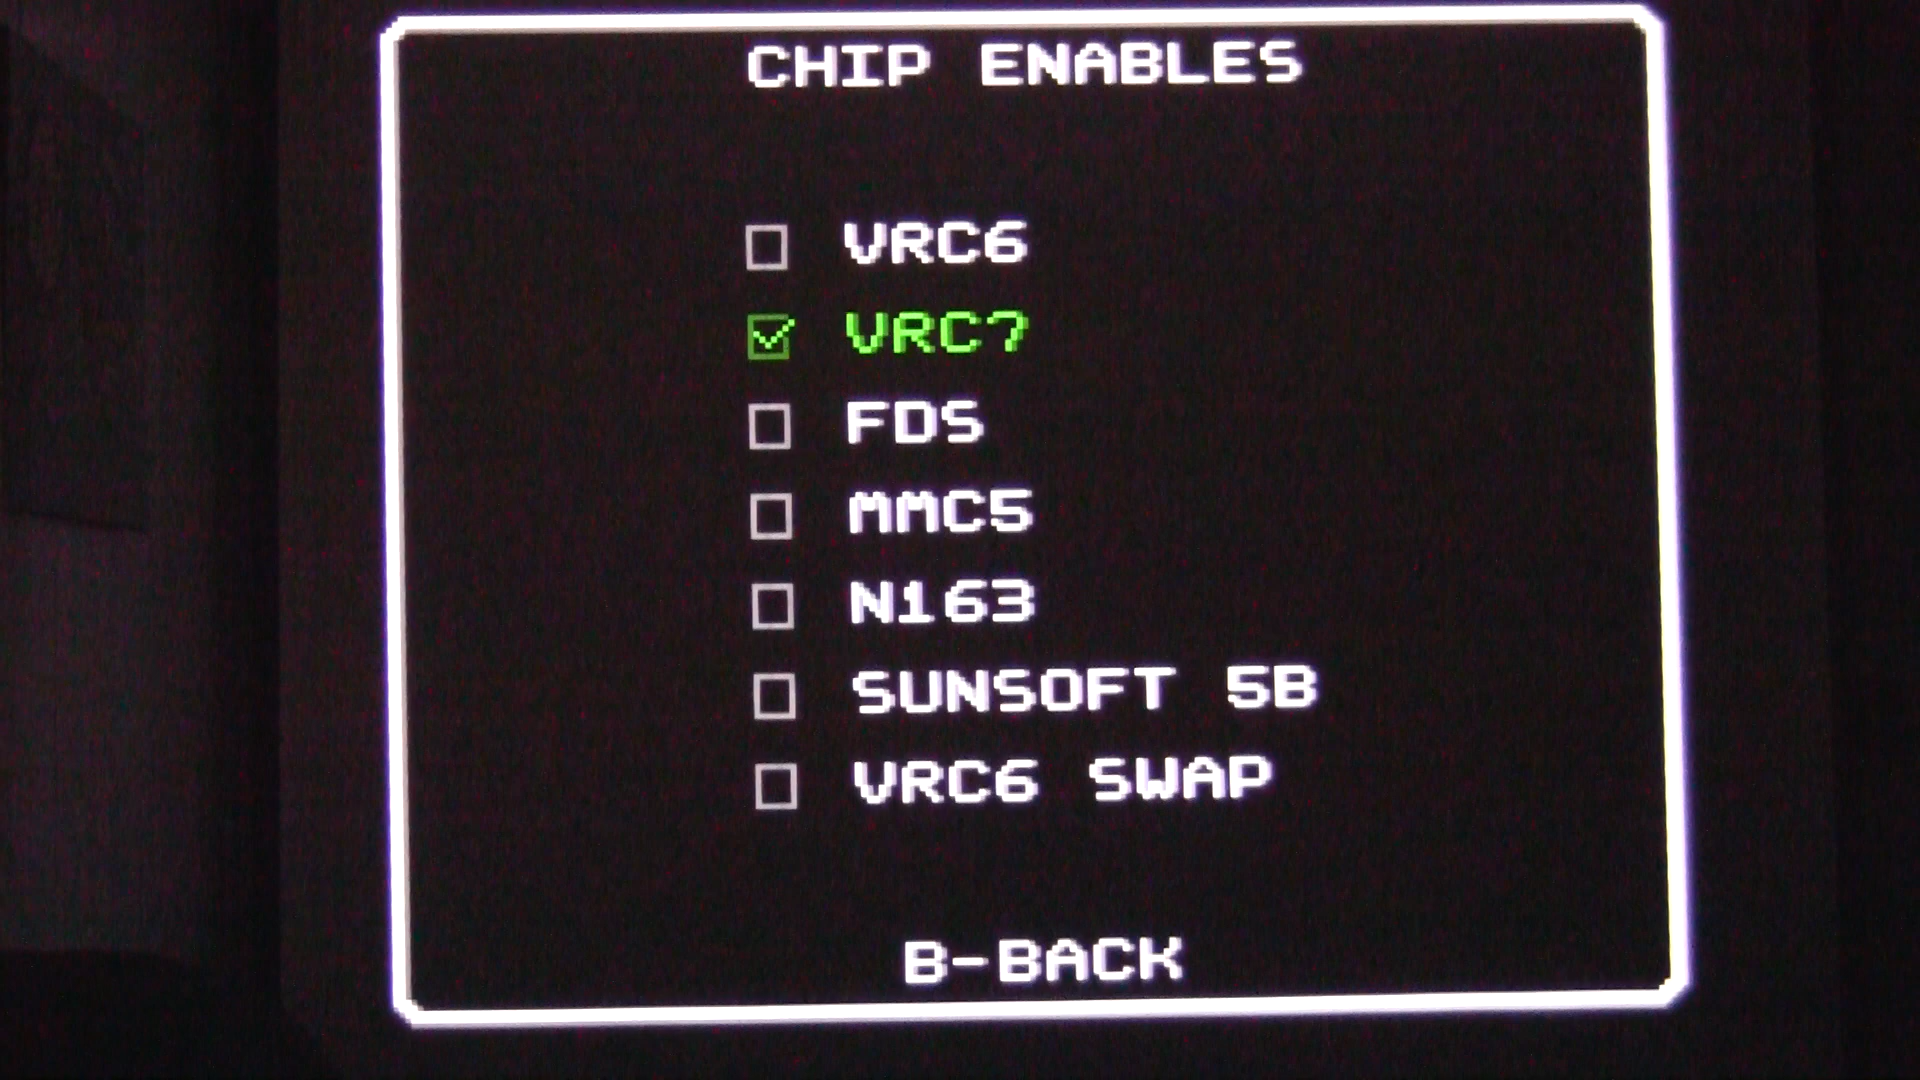 CHIP ENABLES
VRC6
VRC7
FDS
MMC5
N163
SUNSOFT 5B
VRC6 SWAP
B-BACK